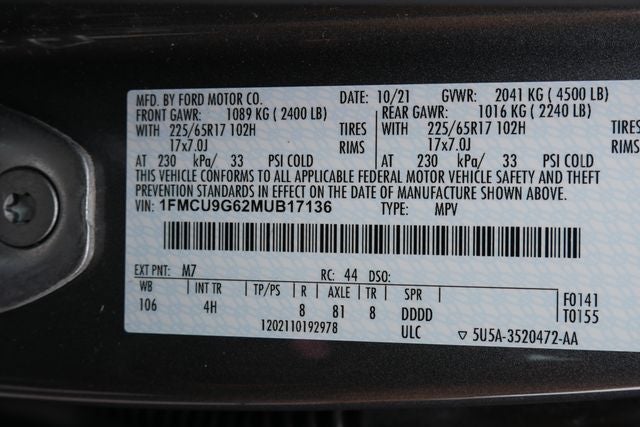 MFD. BY FORD MOTOR CO. DATE: 10/21 GVWR: 2041 KG ( 4500 LB)
FRONT GAWR: 1089 KG ( 2400 LB) REAR GAWR: 1016 KG ( 2240 LB)
WITH 225/65R17 102H TIRES WITH 225/65R17 102H TIRES
17x7.0J RIMS 17x7.0J RIMS
AT 230 kPa/ 33 PSI COLD AT 230 kPa/ 33 PSI COLD
THIS VEHICLE CONFORMS TO ALL APPLICABLE FEDERAL MOTOR VEHICLE SAFETY AND THEFT
PREVENTION STANDARDS IN EFFECT ON THE DATE OF MANUFACTURE SHOWN ABOVE.
VIN: 1FMCU9G62MUB17136 TYPE: MPV
EXT PNT: M7 RC: 44 DSO:
WB INT TR TP/PS R AXLE TR SPR F0141
106 4H 8 81 8 DDDD T0155
1202110192978 ULC ▽ 5U5A-3520472-AA